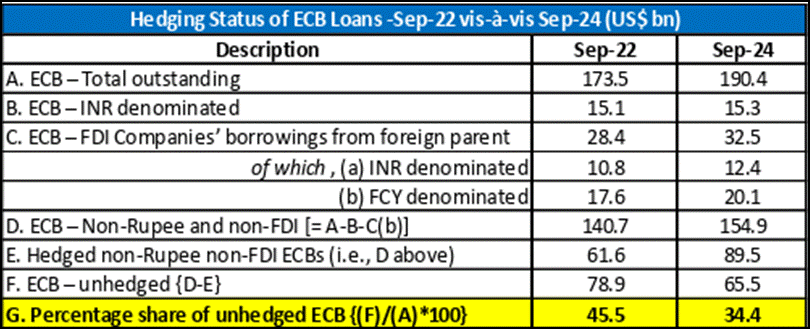 Hedging Status of ECB Loans -Sep-22 vis-à-vis Sep-24 (US$ bn)
Description Sep-22 Sep-24
A. ECB – Total outstanding 173.5 190.4
B. ECB – INR denominated 15.1 15.3
C. ECB – FDI Companies’ borrowings from foreign parent 28.4 32.5
of which , (a) INR denominated 10.8 12.4
(b) FCY denominated 17.6 20.1
D. ECB – Non-Rupee and non-FDI [= A-B-C(b)] 140.7 154.9
E. Hedged non-Rupee non-FDI ECBs (i.e., D above) 61.6 89.5
F. ECB – unhedged {D-E} 78.9 65.5
G. Percentage share of unhedged ECB {(F)/(A)*100} 45.5 34.4